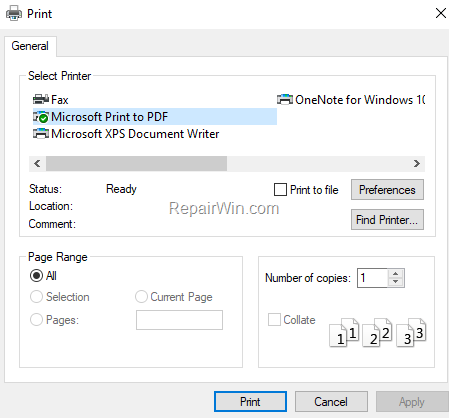 Print
General
Select Printer
Fax
OneNote for Windows 10
Microsoft Print to PDF
Microsoft XPS Document Writer
Status: Ready
Print to file
Preferences
Location:
RepairWin.com
Comment:
Find Printer...
Page Range
All
Selection
Current Page
Pages:
Number of copies: 1
Collate
1 1 2 2 3 3
Print
Cancel
Apply